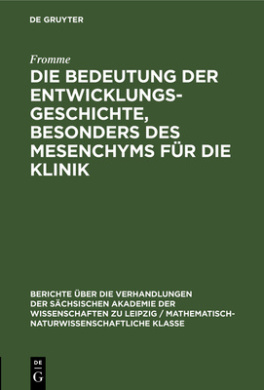 DE GRUYTER
Fromme
DIE BEDEUTUNG DER
ENTWICKLUNGS-
GESCHICHTE, BESONDERS DES
MESENCHYMS FÜR DIE
KLINIK
BERICHTE ÜBER DIE VERHANDLUNGEN
DER SÄCHSISCHEN AKADEMIE DER
WISSENSCHAFTEN ZU LEIPZIG / MATHEMATISCH-
NATURWISSENSCHAFTLICHE KLASSE
DE
G